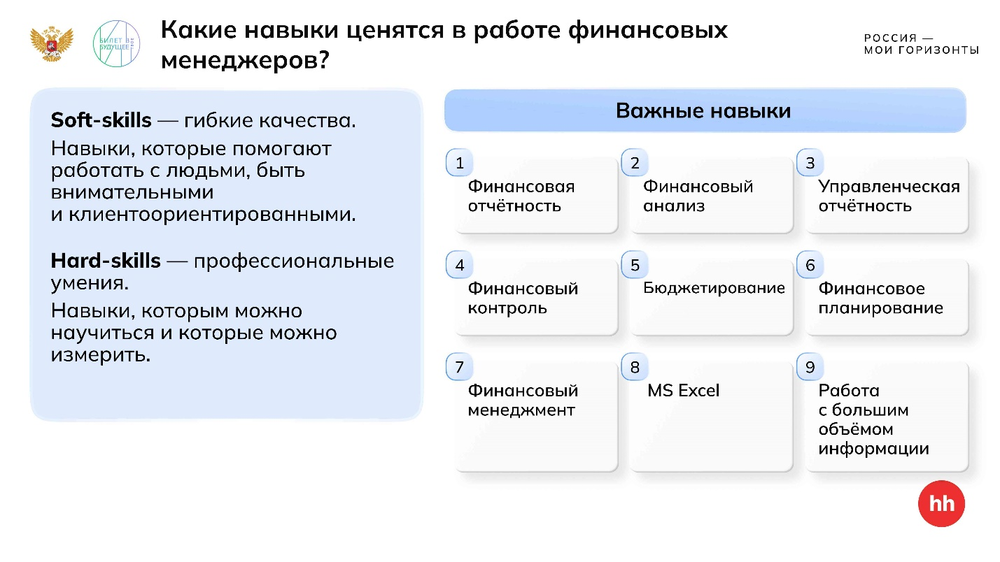 БИЛЕТ В
БУДУЩЕЕ
Какие навыки ценятся в работе финансовых
менеджеров?
РОССИЯ —
МОИ ГОРИЗОНТЫ
Soft-skills — гибкие качества.
Навыки, которые помогают
работать с людьми, быть
внимательными
и клиентоориентированными.
Hard-skills — профессиональные
умения.
Навыки, которым можно
научиться и которые можно
измерить.
Важные навыки
1
Финансовая
отчётность
2
Финансовый
анализ
3
Управленческая
отчётность
4
Финансовый
контроль
5
Бюджетирование
6
Финансовое
планирование
7
Финансовый
менеджмент
8
MS Excel
9
Работа
с большим
объёмом
информации
hh